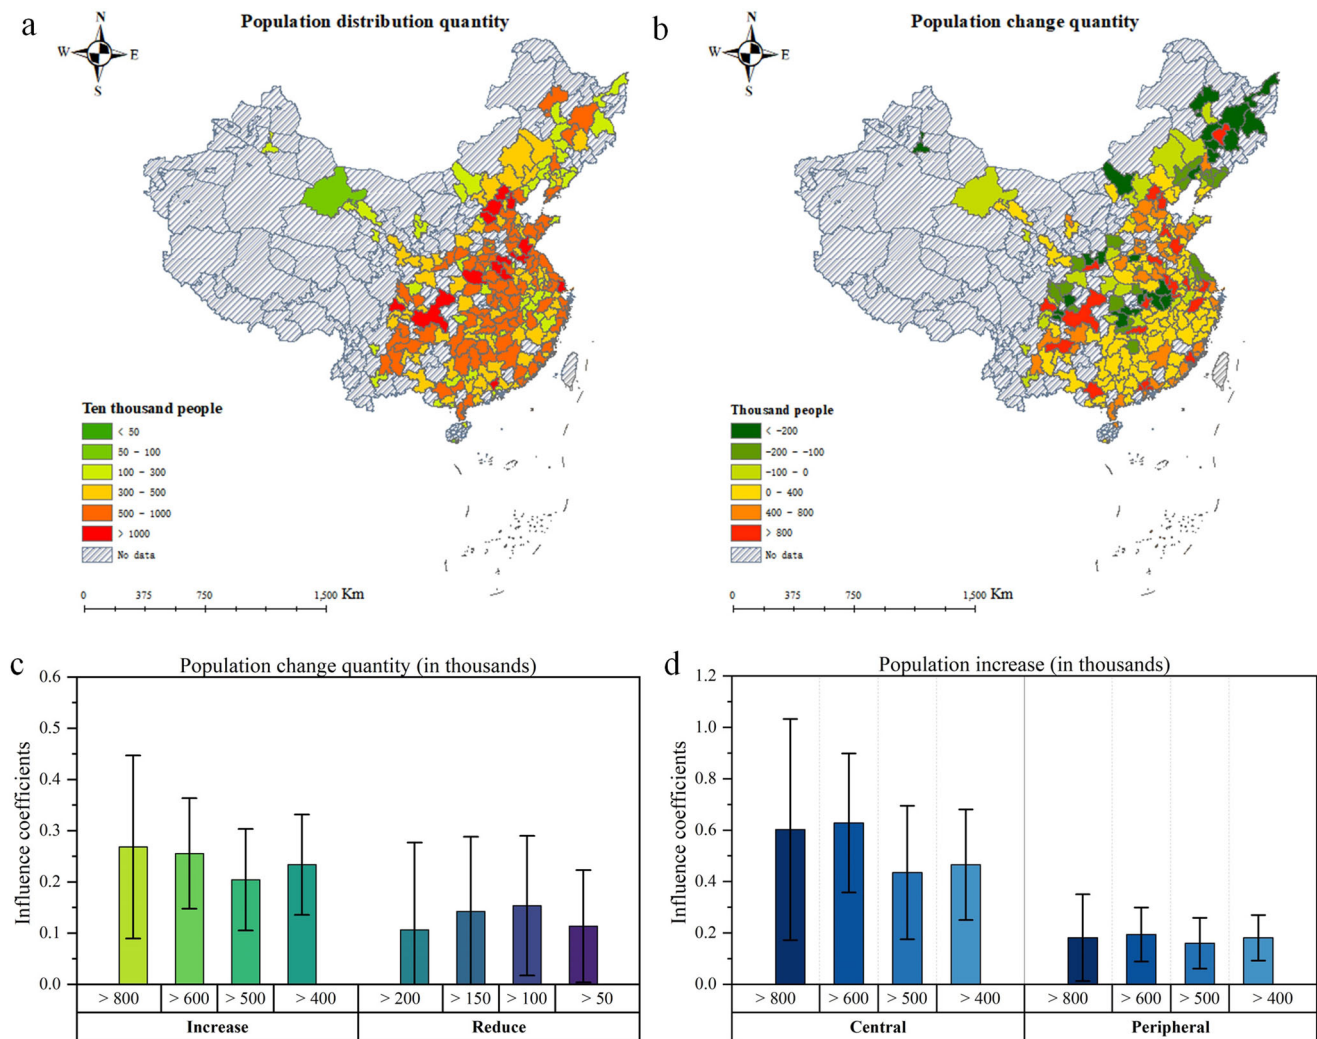 a
Population distribution quantity
N
W
E
S
Ten thousand people
< 50
50 - 100
100 - 300
300 - 500
500 - 1000
> 1000
No data
0 375 750 1,500 Km
b
Population change quantity
N
W
E
S
Thousand people
< -200
-200 - -100
-100 - 0
0 - 400
400 - 800
> 800
No data
0 375 750 1,500 Km
c
Population change quantity (in thousands)
Influence coefficients
0.6
0.5
0.4
0.3
0.2
0.1
0.0
> 800 > 600 > 500 > 400 > 200 > 150 > 100 > 50
Increase Reduce
d
Population increase (in thousands)
Influence coefficients
1.2
1.0
0.8
0.6
0.4
0.2
0.0
> 800 > 600 > 500 > 400 > 800 > 600 > 500 > 400
Central Peripheral